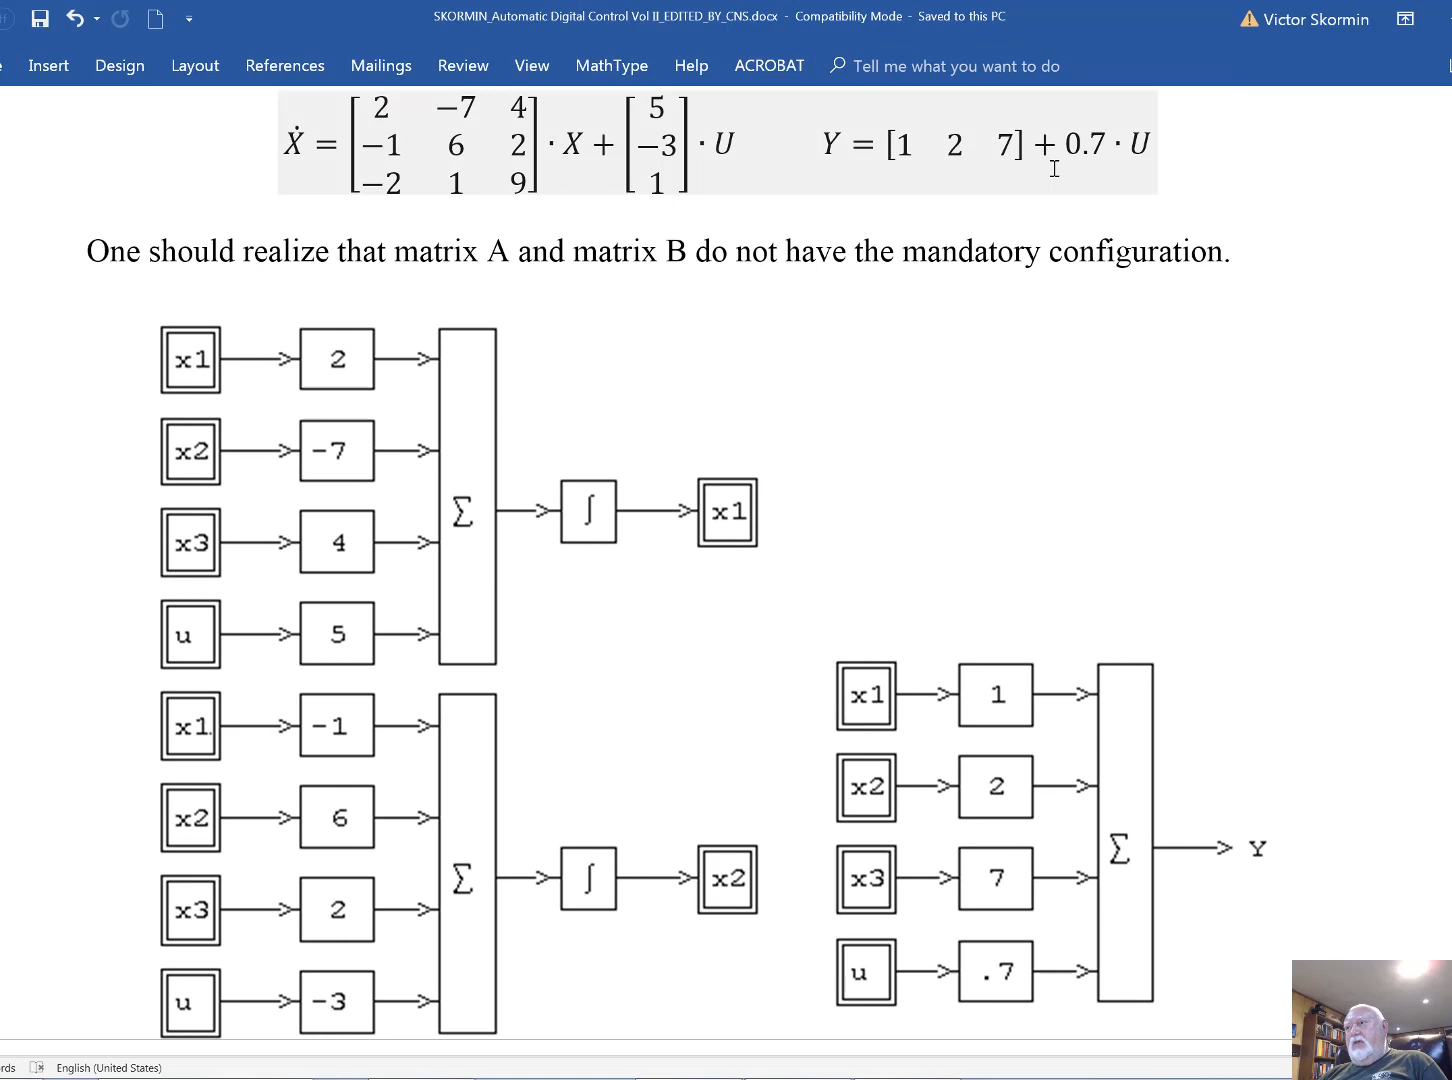 SKORMIN_Automatic Digital Control Vol II_EDITED_BY_CNS.docx - Compatibility Mode - Saved to this PC
Victor Skormin
Insert Design Layout References Mailings Review View MathType Help ACROBAT Tell me what you want to do
Ẋ = [2 −7 4; −1 6 2; −2 1 9] · X + [5; −3; 1] · U
Y = [1 2 7] + 0.7 · U
One should realize that matrix A and matrix B do not have the mandatory configuration.
x1 2
x2 -7
x3 4
u 5
Σ ∫ x1
x1 -1
x2 6
x3 2
u -3
Σ ∫ x2
x1 1
x2 2
x3 7
u .7
Σ Y
English (United States)